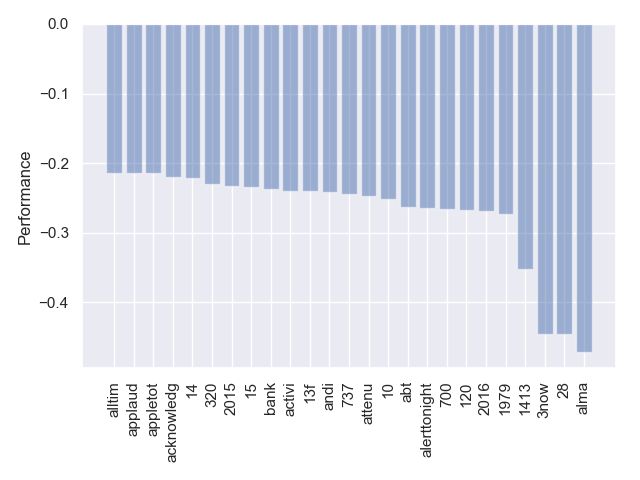 0.0
−0.1
−0.2
−0.3
−0.4
Performance
alltim
applaud
appletot
acknowledg
14
320
2015
15
bank
activi
13f
andi
737
attenu
10
abt
alerttonight
700
120
2016
1979
1413
3now
28
alma